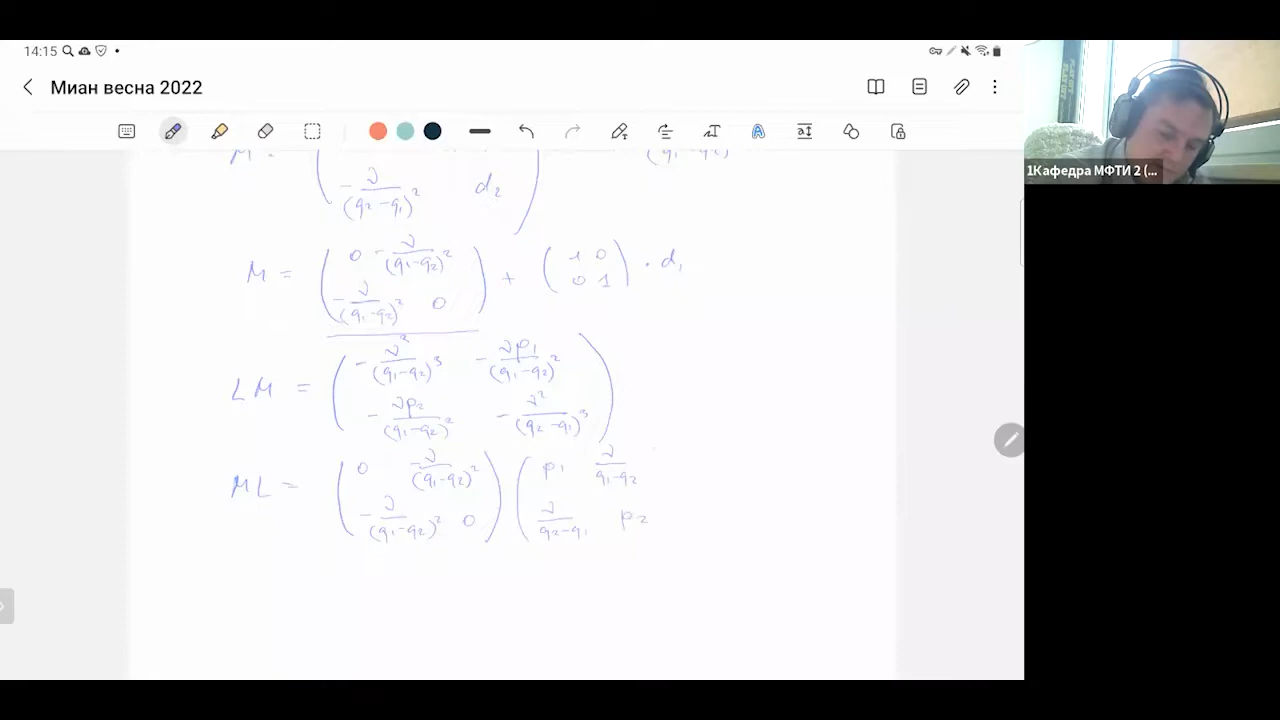 14:15
Миан весна 2022
M = ( -ν/(q₂-q₁)² d₂ ) (q₁-q₂)
M = ( 0 -ν/(q₁-q₂)² ; -ν/(q₁-q₂)² 0 ) + ( 1 0 ; 0 1 ) · d₁
LM = ( -ν²/(q₁-q₂)³ -νp₁/(q₁-q₂)² ; -νp₂/(q₁-q₂)² -ν²/(q₂-q₁)³ )
ML = ( 0 -ν/(q₁-q₂)² ; -ν/(q₁-q₂)² 0 ) ( p₁ ν/(q₁-q₂) ; ν/(q₂-q₁) p₂
1Кафедра МФТИ 2 (...